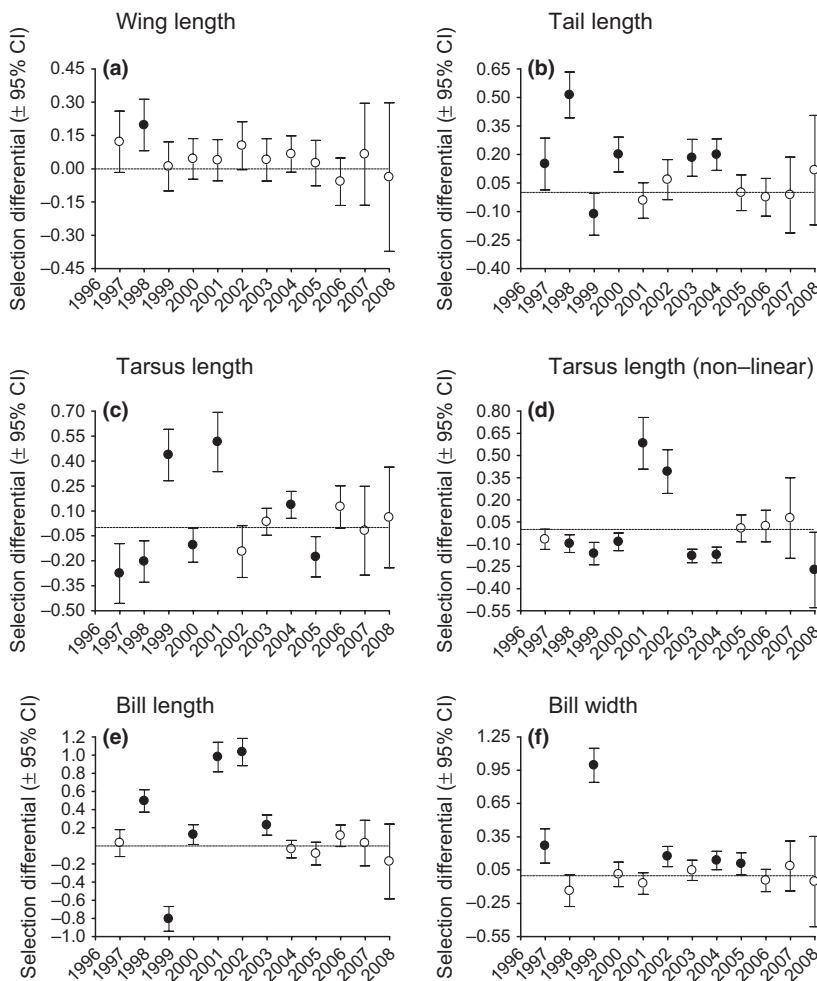 Wing length
Selection differential (± 95% CI)
(a)
0.45
0.30
0.15
0.00
−0.15
−0.30
−0.45
1996 1997 1998 1999 2000 2001 2002 2003 2004 2005 2006 2007 2008
Tail length
Selection differential (± 95% CI)
(b)
0.65
0.50
0.35
0.20
0.05
−0.10
−0.25
−0.40
1996 1997 1998 1999 2000 2001 2002 2003 2004 2005 2006 2007 2008
Tarsus length
Selection differential (± 95% CI)
(c)
0.70
0.55
0.40
0.25
0.10
−0.05
−0.20
−0.35
−0.50
1996 1997 1998 1999 2000 2001 2002 2003 2004 2005 2006 2007 2008
Tarsus length (non–linear)
Selection differential (± 95% CI)
(d)
0.80
0.65
0.50
0.35
0.20
0.05
−0.10
−0.25
−0.40
−0.55
1996 1997 1998 1999 2000 2001 2002 2003 2004 2005 2006 2007 2008
Bill length
Selection differential (± 95% CI)
(e)
1.2
1.0
0.8
0.6
0.4
0.2
−0.2
−0.4
−0.6
−0.8
−1.0
1996 1997 1998 1999 2000 2001 2002 2003 2004 2005 2006 2007 2008
Bill width
Selection differential (± 95% CI)
(f)
1.25
0.95
0.65
0.35
0.05
−0.25
−0.55
1996 1997 1998 1999 2000 2001 2002 2003 2004 2005 2006 2007 2008